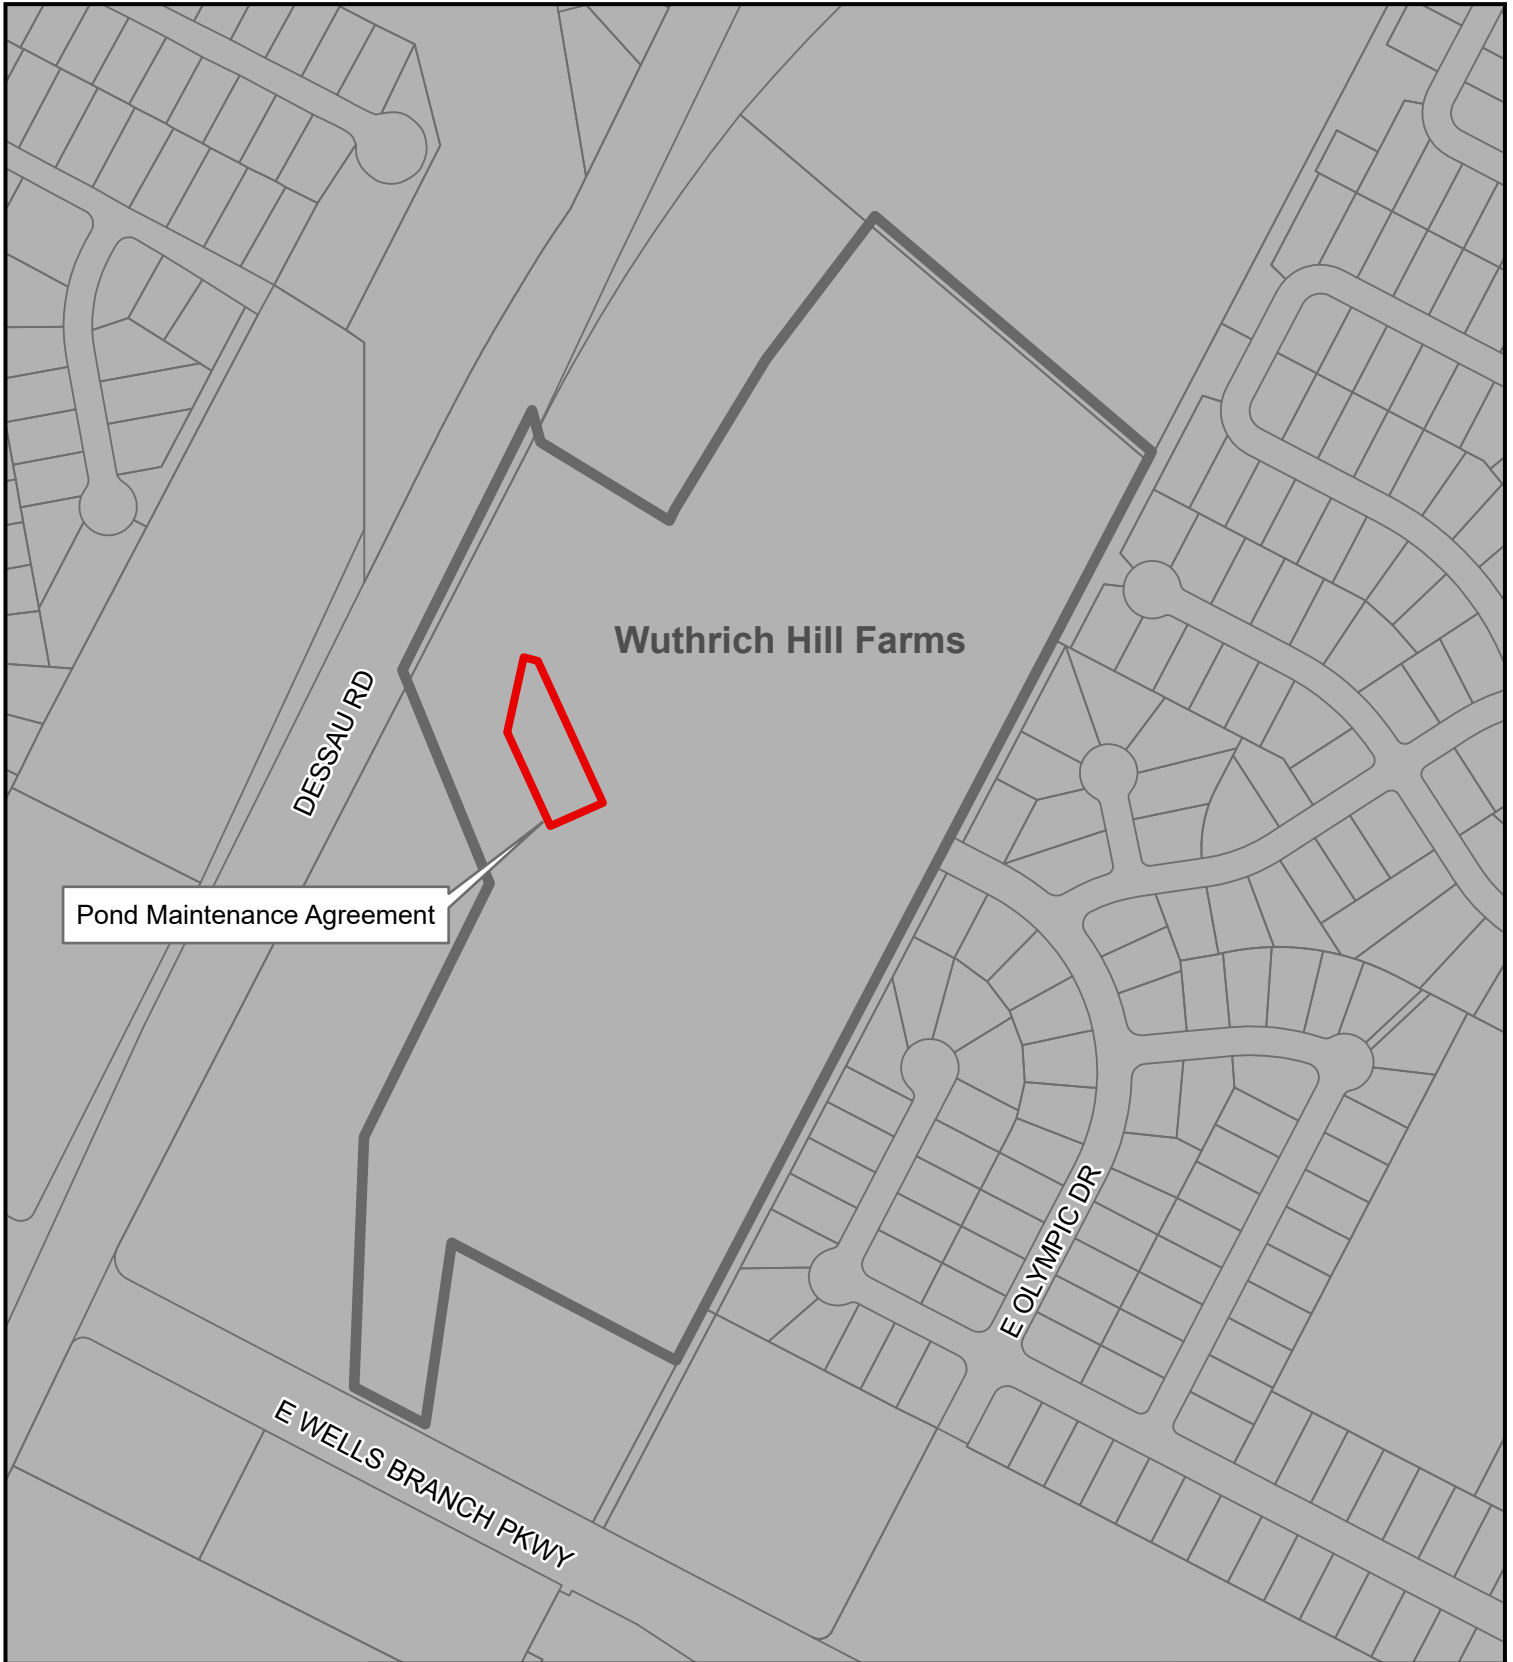 Wuthrich Hill Farms
DESSAU RD
Pond Maintenance Agreement
E OLYMPIC DR
E WELLS BRANCH PKWY